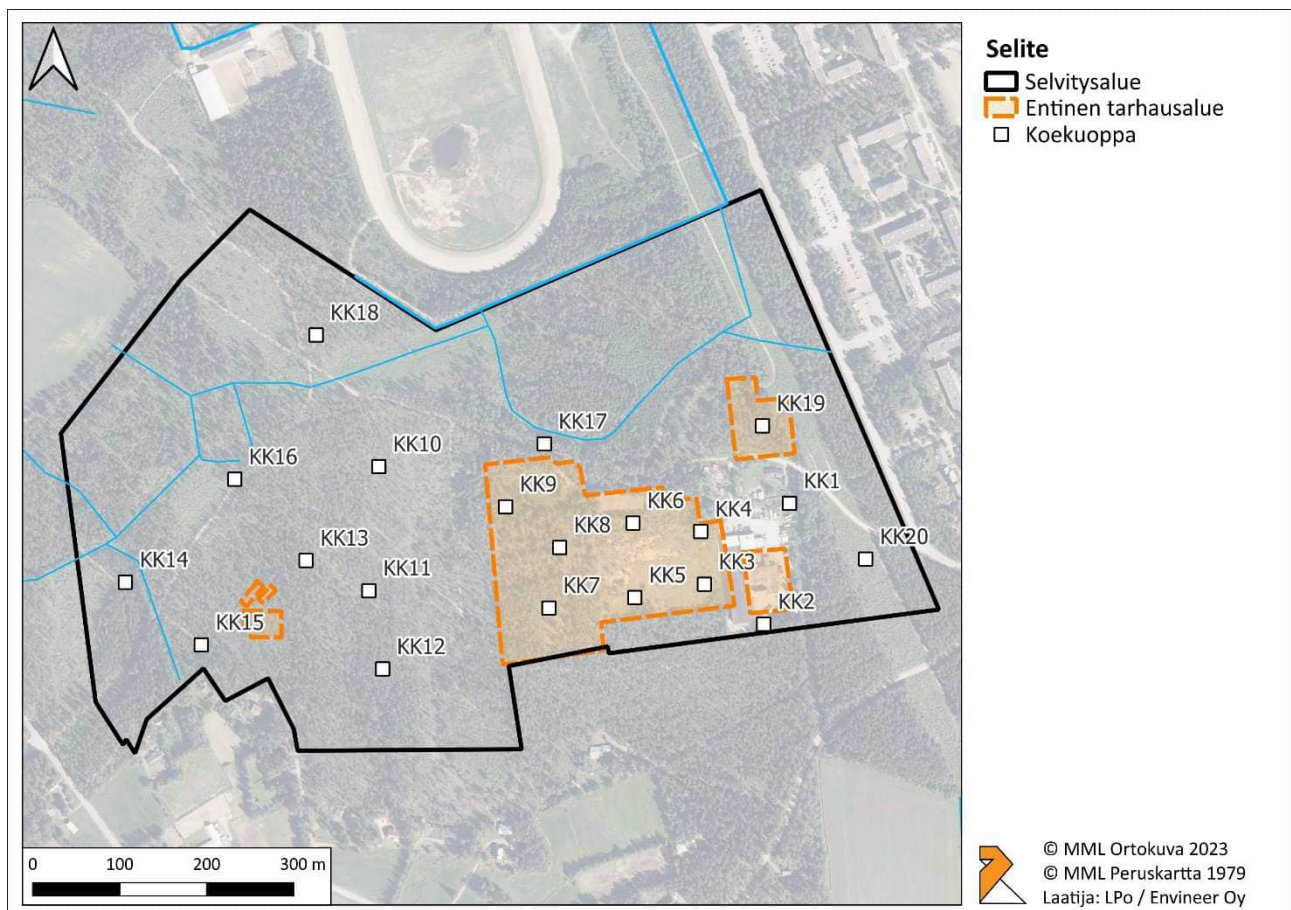 Selite
Selvitysalue
Entinen tarhausalue
Koekuoppa
KK18
KK17
KK19
KK10
KK16
KK9
KK1
KK6
KK4
KK8
KK13
KK20
KK14
KK11
KK3
KK5
KK7
KK2
KK15
KK12
0 100 200 300 m
© MML Ortokuva 2023
© MML Peruskartta 1979
Laatija: LPo / Envineer Oy